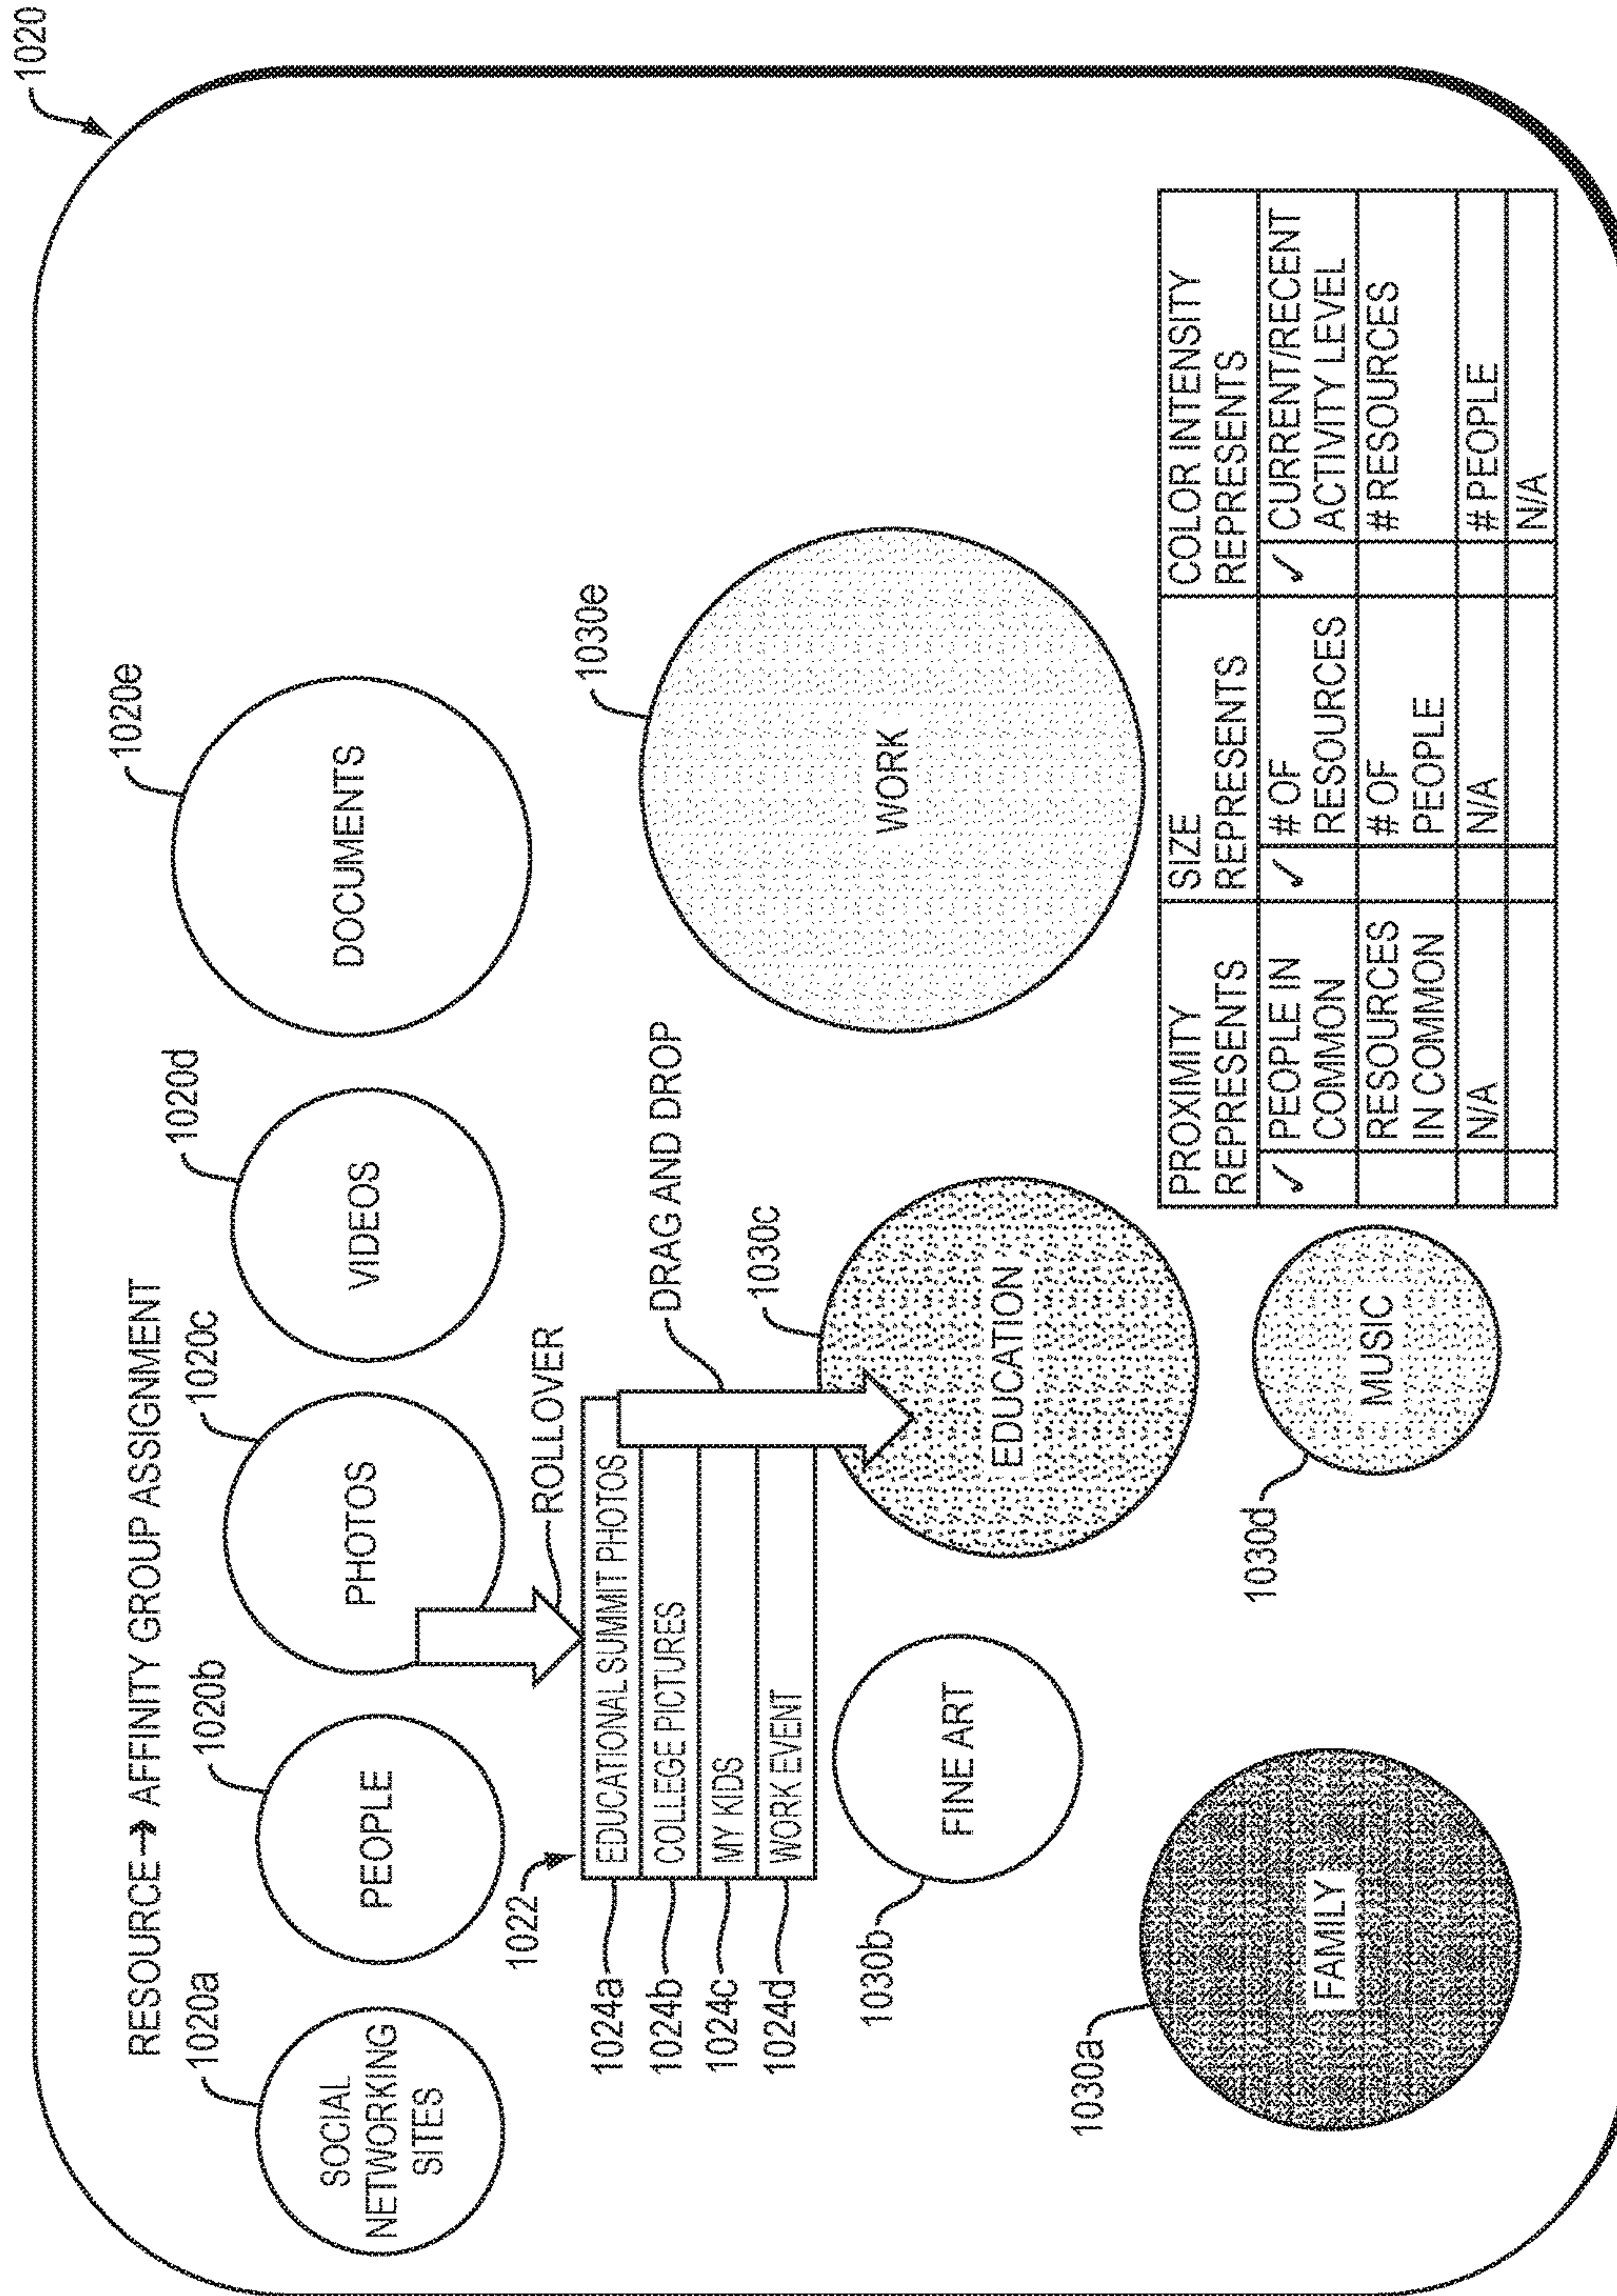 1020
RESOURCE→ AFFINITY GROUP ASSIGNMENT
1020a
1020b
1020c
1020d
1020e
SOCIAL
NETWORKING
SITES
PEOPLE
PHOTOS
VIDEOS
DOCUMENTS
ROLLOVER
1022
1024a
EDUCATIONAL SUMMIT PHOTOS
1024b
COLLEGE PICTURES
1024c
MY KIDS
1024d
WORK EVENT
DRAG AND DROP
1030e
WORK
1030c
EDUCATION
1030b
FINE ART
1030a
FAMILY
1030d
MUSIC
PROXIMITY
REPRESENTS
✓ PEOPLE IN
COMMON
RESOURCES
IN COMMON
N/A
SIZE
REPRESENTS
✓ # OF
RESOURCES
# OF
PEOPLE
N/A
COLOR INTENSITY
REPRESENTS
✓ CURRENT/RECENT
ACTIVITY LEVEL
# RESOURCES
# PEOPLE
N/A